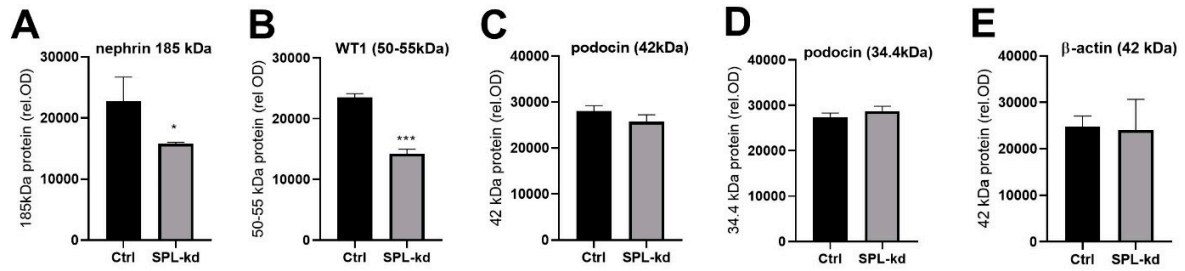 A
nephrin 185 kDa
185kDa protein (rel.OD)
30000
20000
10000
0
*
Ctrl SPL-kd
B
WT1 (50-55kDa)
50-55 kDa protein (rel OD)
30000
20000
10000
0
***
Ctrl SPL-kd
C
podocin (42kDa)
42 kDa protein (rel.OD)
40000
30000
20000
10000
0
Ctrl SPL-kd
D
podocin (34.4kDa)
34.4 kDa protein (rel.OD)
40000
30000
20000
10000
0
Ctrl SPL-kd
E
β-actin (42 kDa)
42 kDa protein (rel.OD)
40000
30000
20000
10000
0
Ctrl SPL-kd